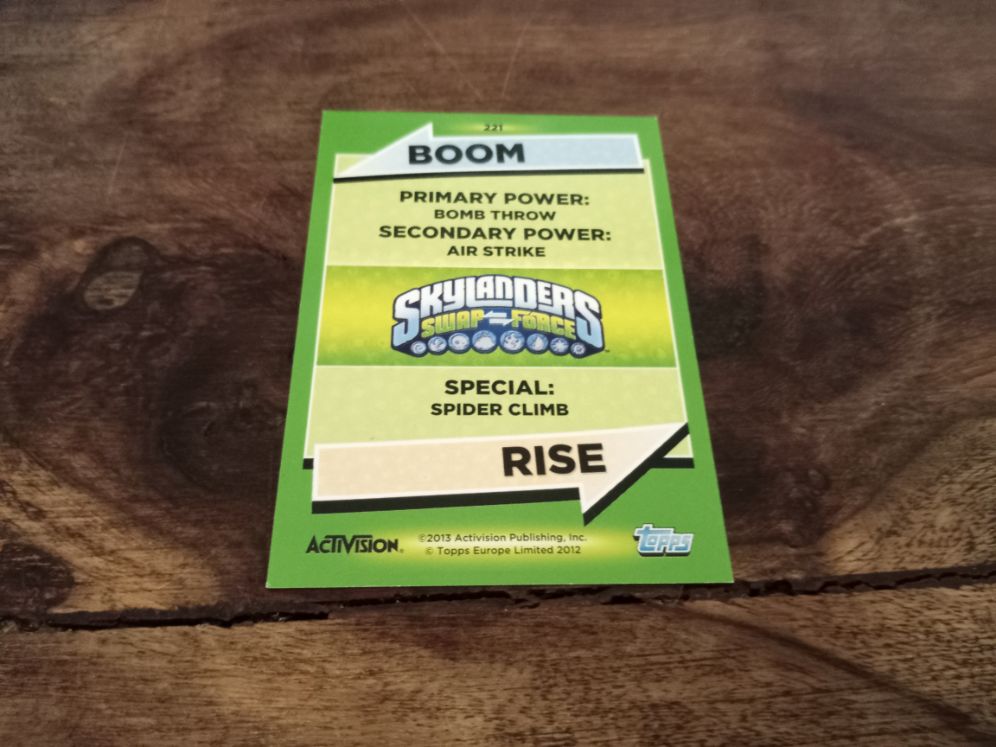 221
BOOM
PRIMARY POWER:
BOMB THROW
SECONDARY POWER:
AIR STRIKE
SKYLANDERS
SWAP FORCE
SPECIAL:
SPIDER CLIMB
RISE
ACTIVISION.
©2013 Activision Publishing, Inc.
© Topps Europe Limited 2012
topps